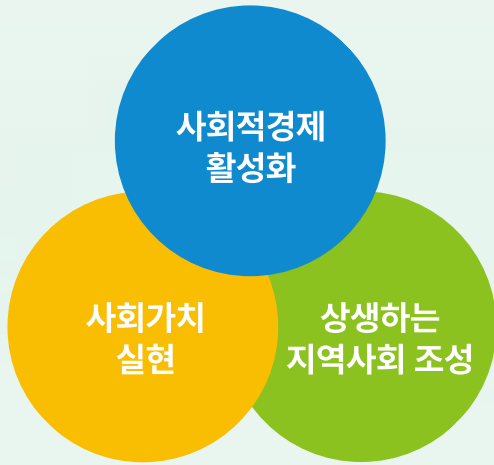 사회적경제
활성화
사회가치
실현
상생하는
지역사회 조성